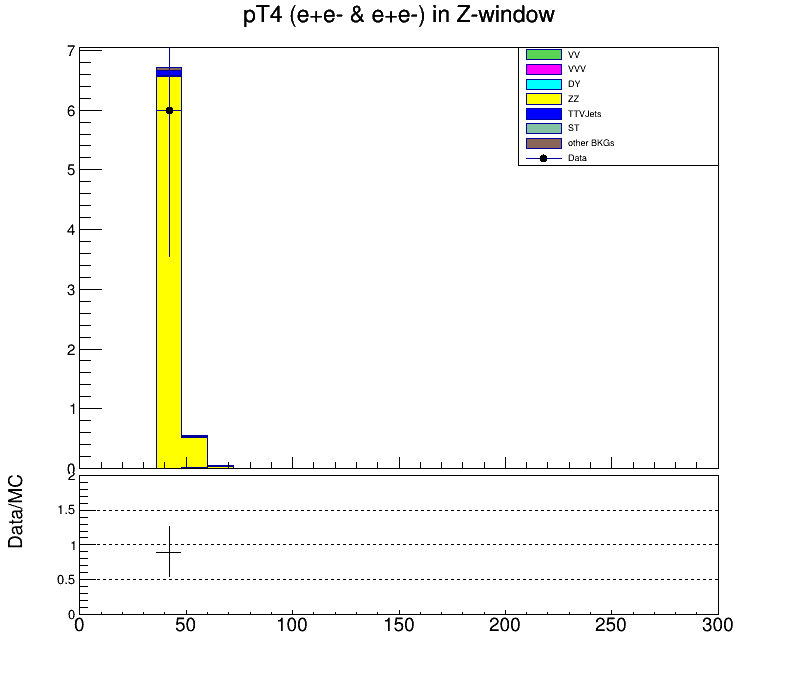 pT4 (e+e- & e+e-) in Z-window
7
6
5
4
3
2
1
0
VV
VVV
DY
ZZ
TTVJets
ST
other BKGs
Data
Data/MC
2
1.5
1
0.5
0
0 50 100 150 200 250 300